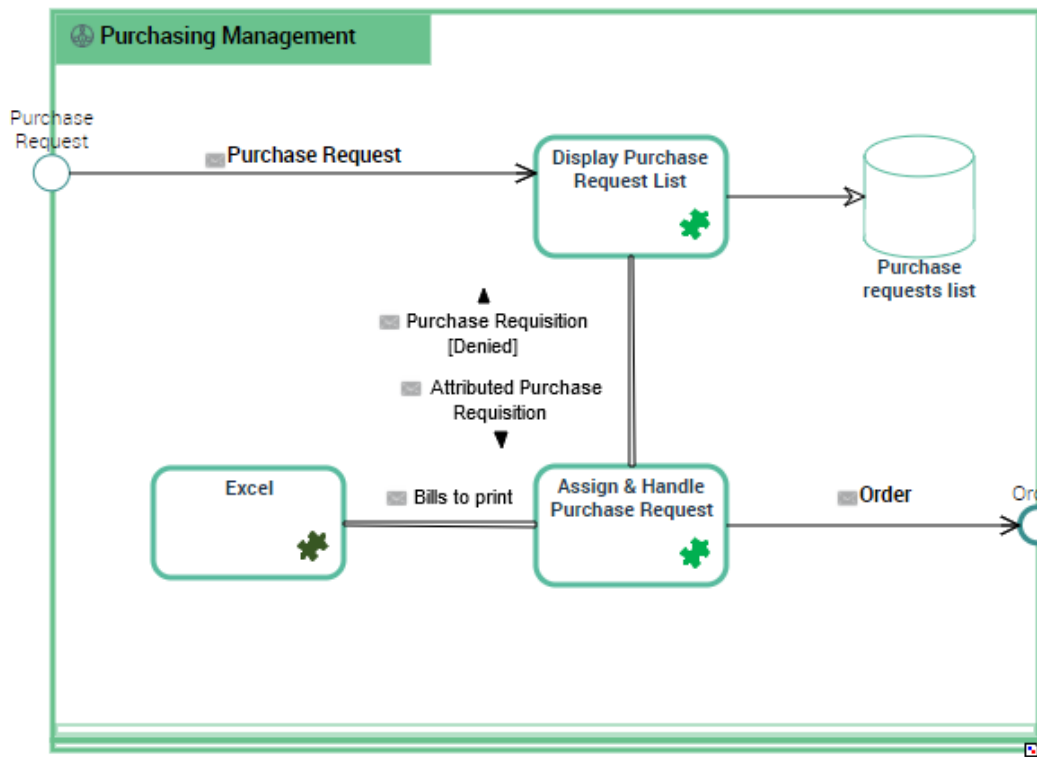 Purchasing Management
Purchase
Request
Purchase Request
Display Purchase
Request List
Purchase
requests list
Purchase Requisition
[Denied]
Attributed Purchase
Requisition
Excel
Bills to print
Assign & Handle
Purchase Request
Order